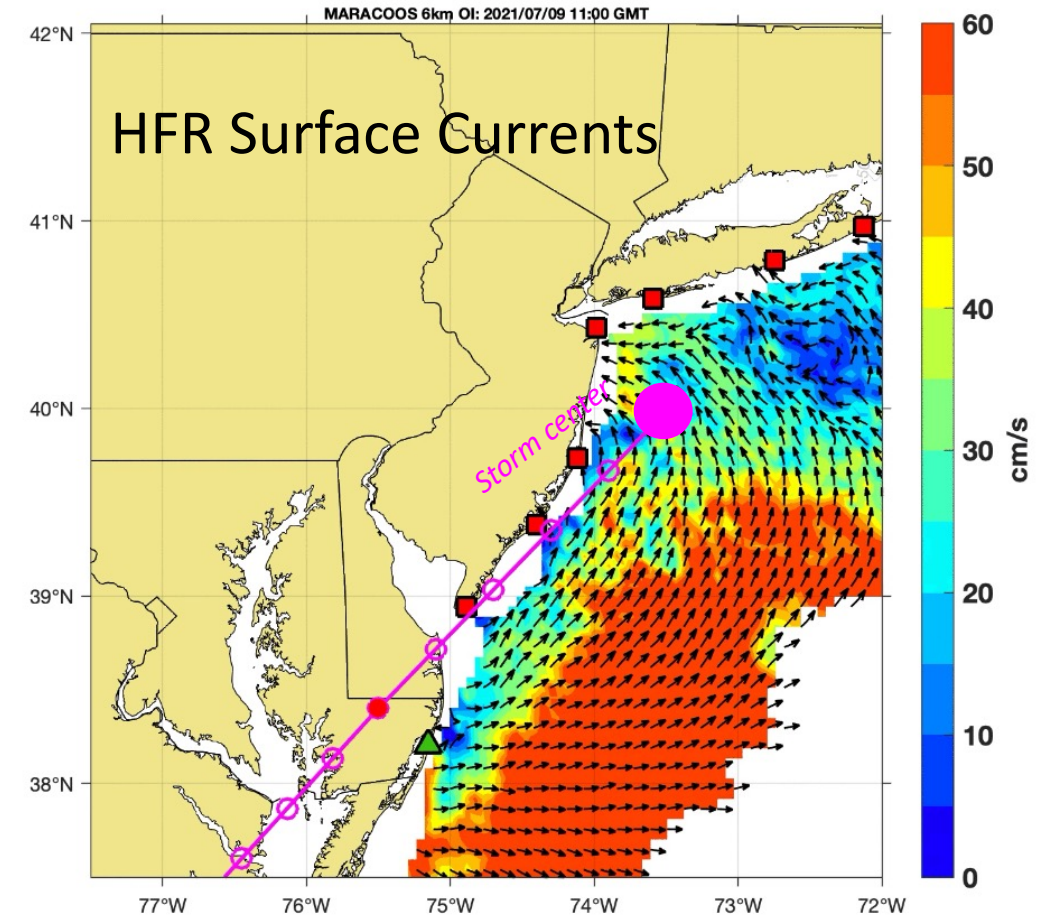 MARACOOS 6km OI: 2021/07/09 11:00 GMT
HFR Surface Currents
Storm center
42°N
41°N
40°N
39°N
38°N
77°W
76°W
75°W
74°W
73°W
72°W
60
50
40
30
20
10
0
cm/s